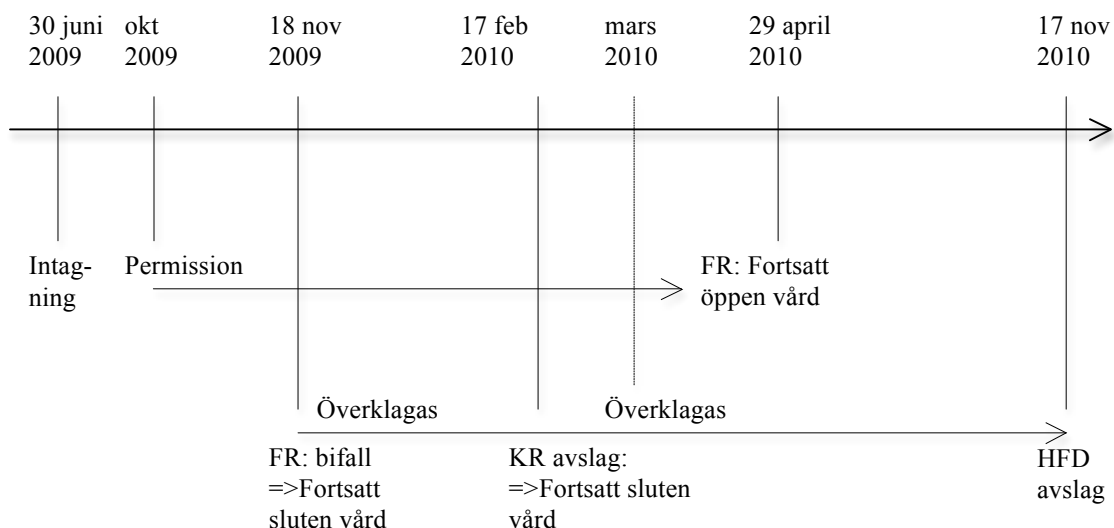 30 juni
2009
okt
2009
18 nov
2009
17 feb
2010
mars
2010
29 april
2010
17 nov
2010
Intag-
ning
Permission
FR: Fortsatt
öppen vård
Överklagas
Överklagas
FR: bifall
=>Fortsatt
sluten vård
KR avslag:
=>Fortsatt sluten
vård
HFD
avslag